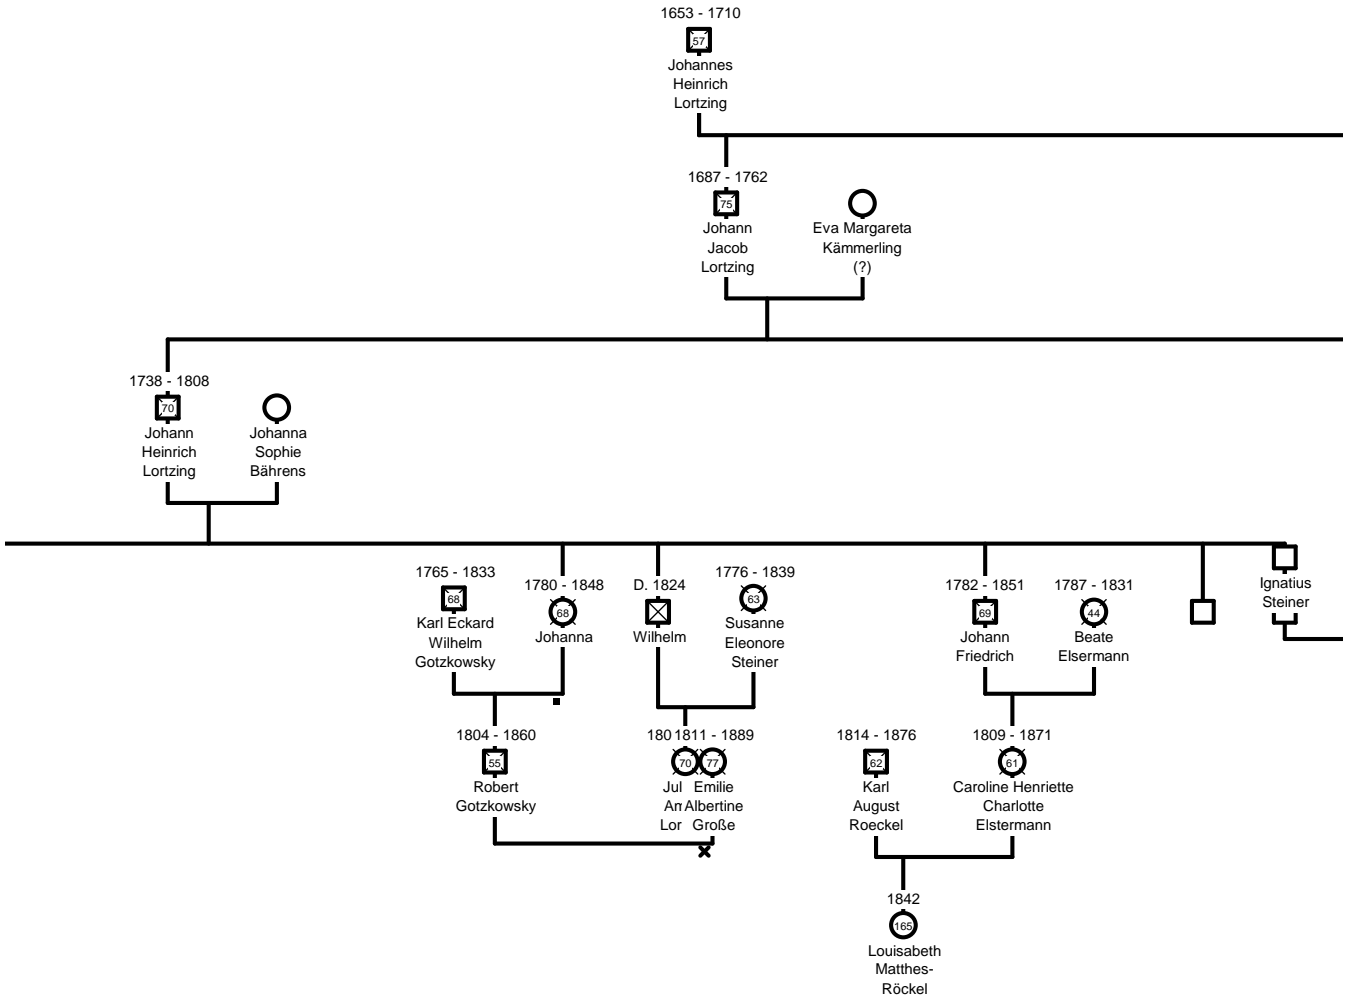 1653 - 1710
57
Johannes
Heinrich
Lortzing
1687 - 1762
75
Johann
Jacob
Lortzing
Eva Margareta
Kämmerling
(?)
1738 - 1808
70
Johann
Heinrich
Lortzing
Johanna
Sophie
Bährens
1765 - 1833
68
Karl Eckard
Wilhelm
Gotzkowsky
1780 - 1848
68
Johanna
D. 1824
Wilhelm
1776 - 1839
63
Susanne
Eleonore
Steiner
1782 - 1851
69
Johann
Friedrich
1787 - 1831
44
Beate
Elsermann
Ignatius
Steiner
1804 - 1860
55
Robert
Gotzkowsky
180
70
Jul
An
Lor
1811 - 1889
77
Emilie
Albertine
Große
1814 - 1876
62
Karl
August
Roeckel
1809 - 1871
61
Caroline Henriette
Charlotte
Elstermann
1842
165
Louisabeth
Matthes-
Röckel